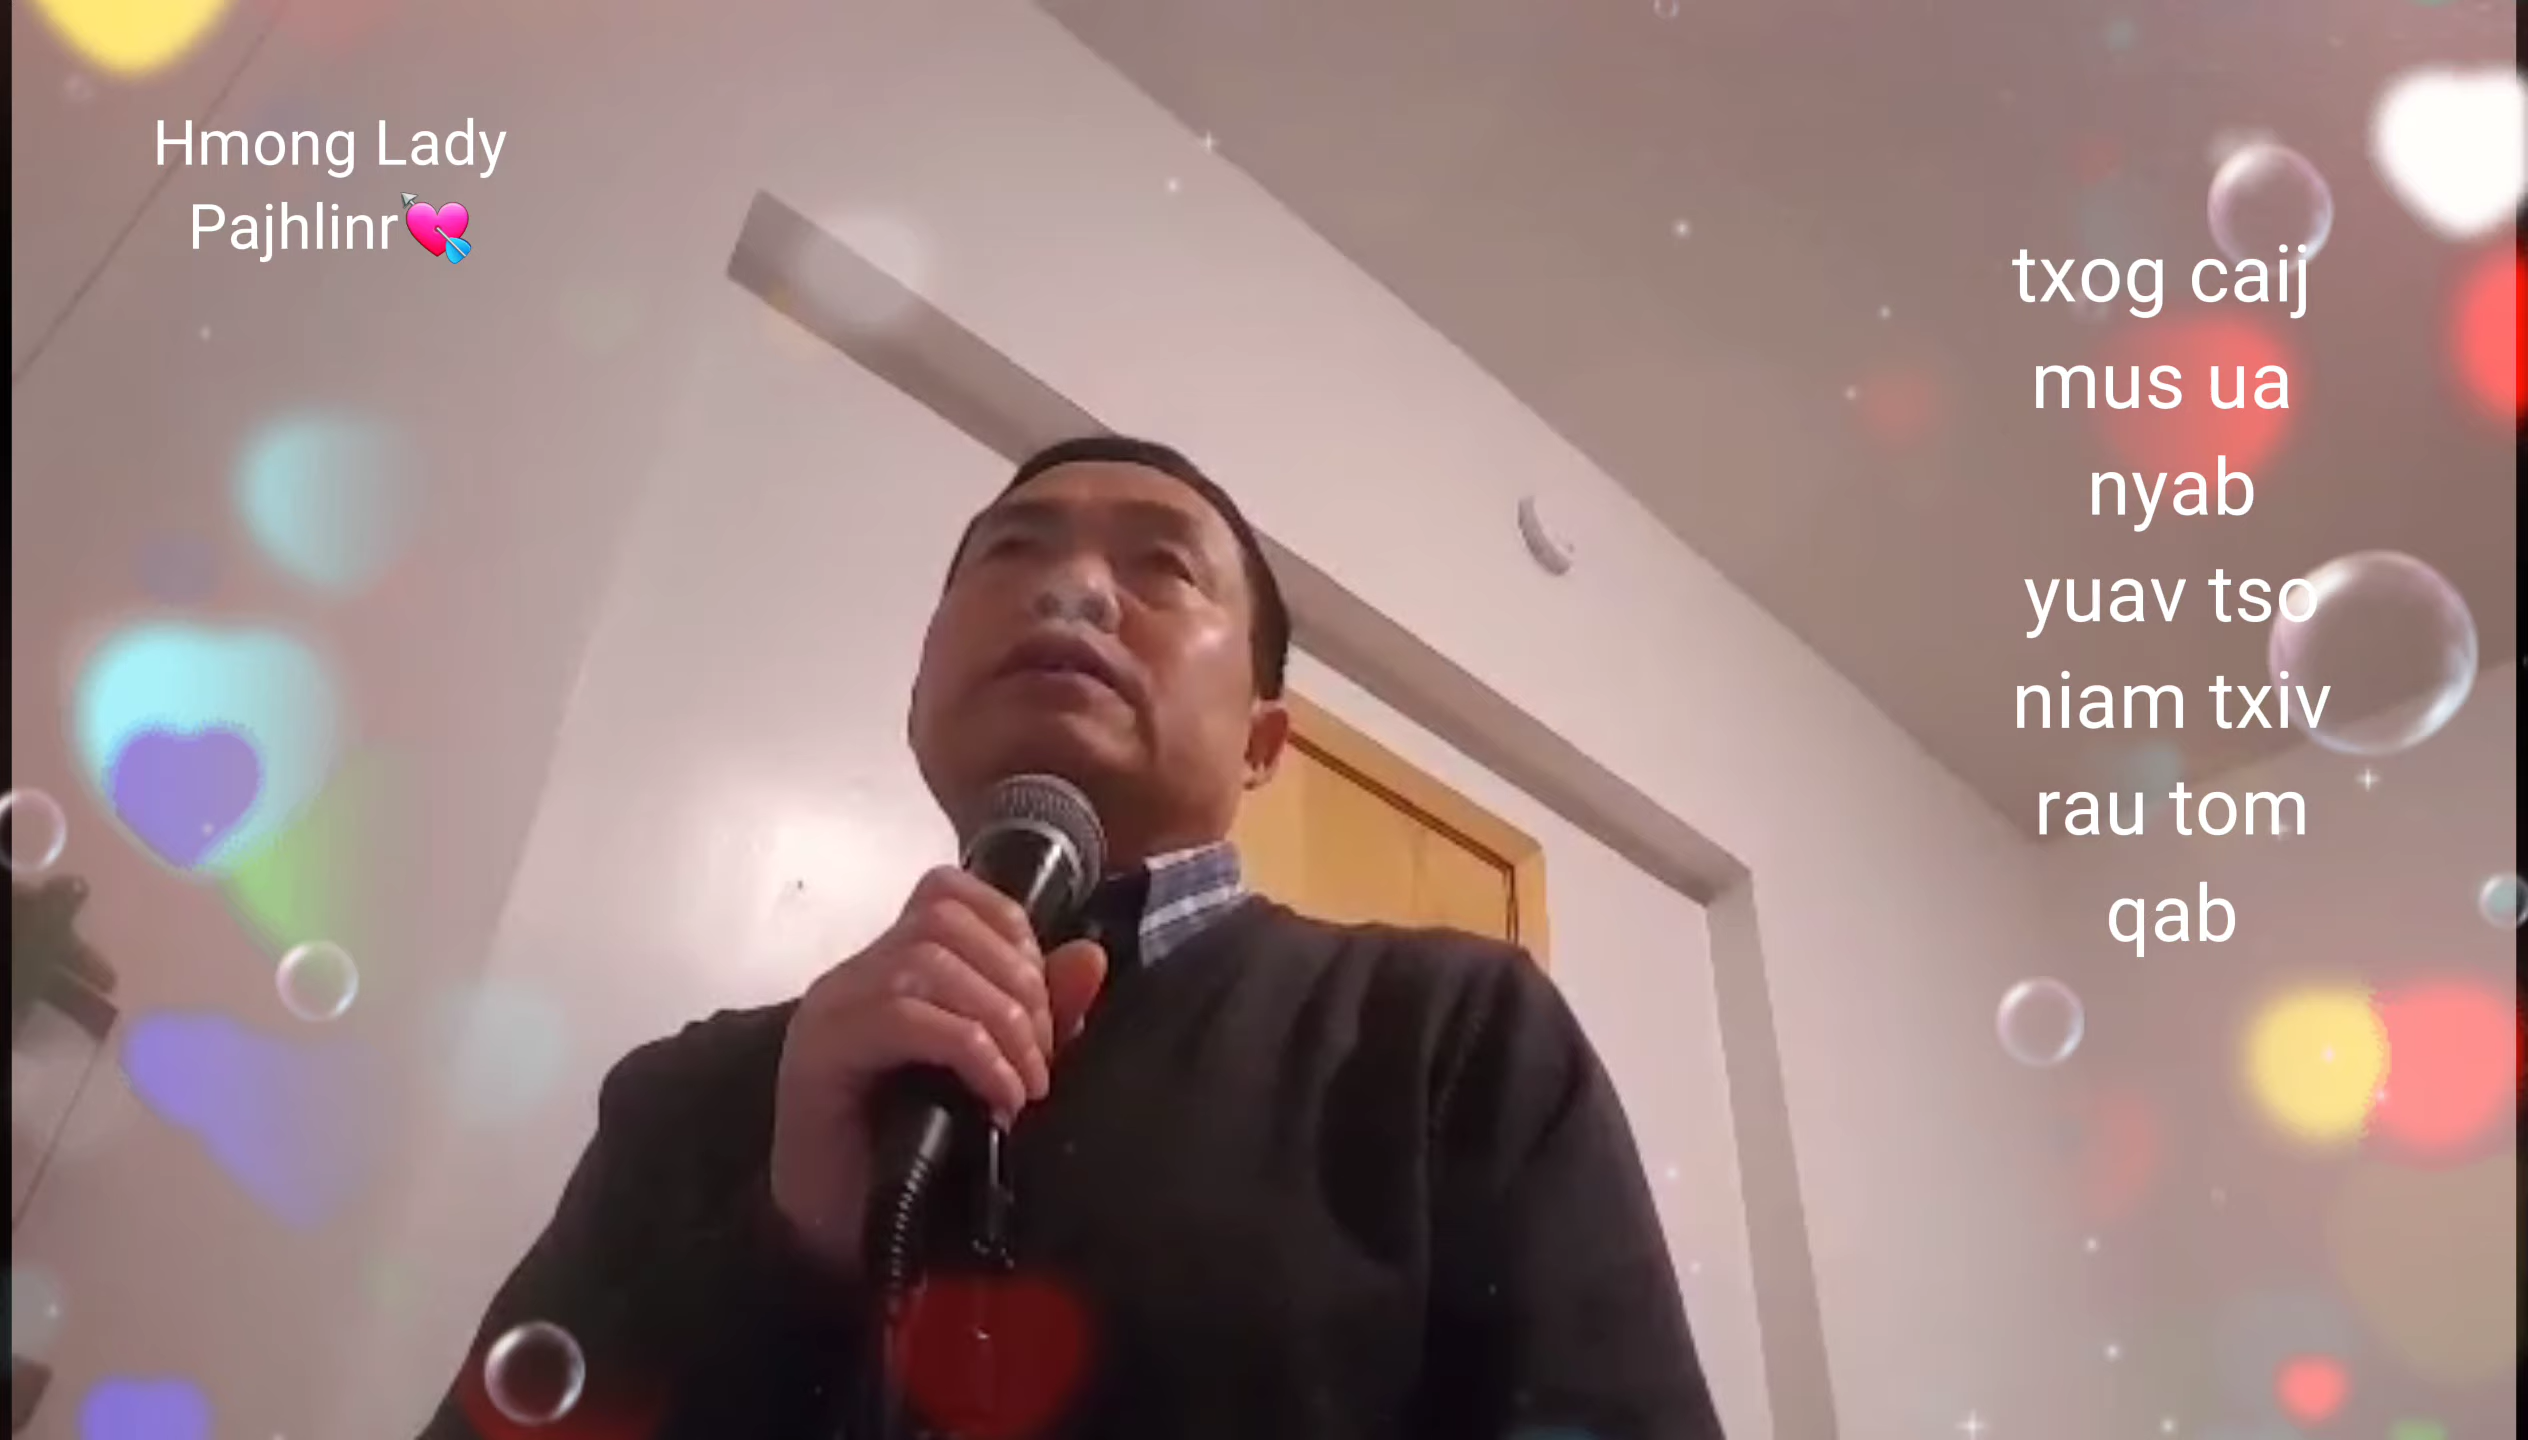 Hmong Lady
Pajhlinr💘
txog caij
mus ua
nyab
yuav tso
niam txiv
rau tom
qab